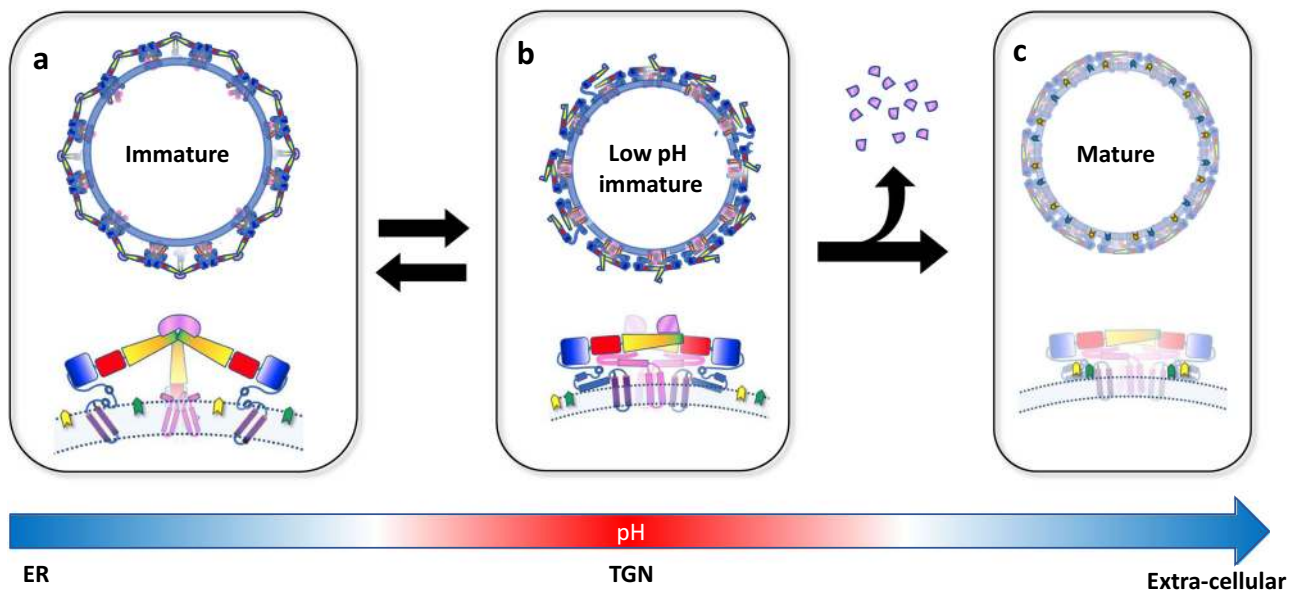 a
Immature
b
Low pH
immature
c
Mature
pH
ER
TGN
Extra-cellular